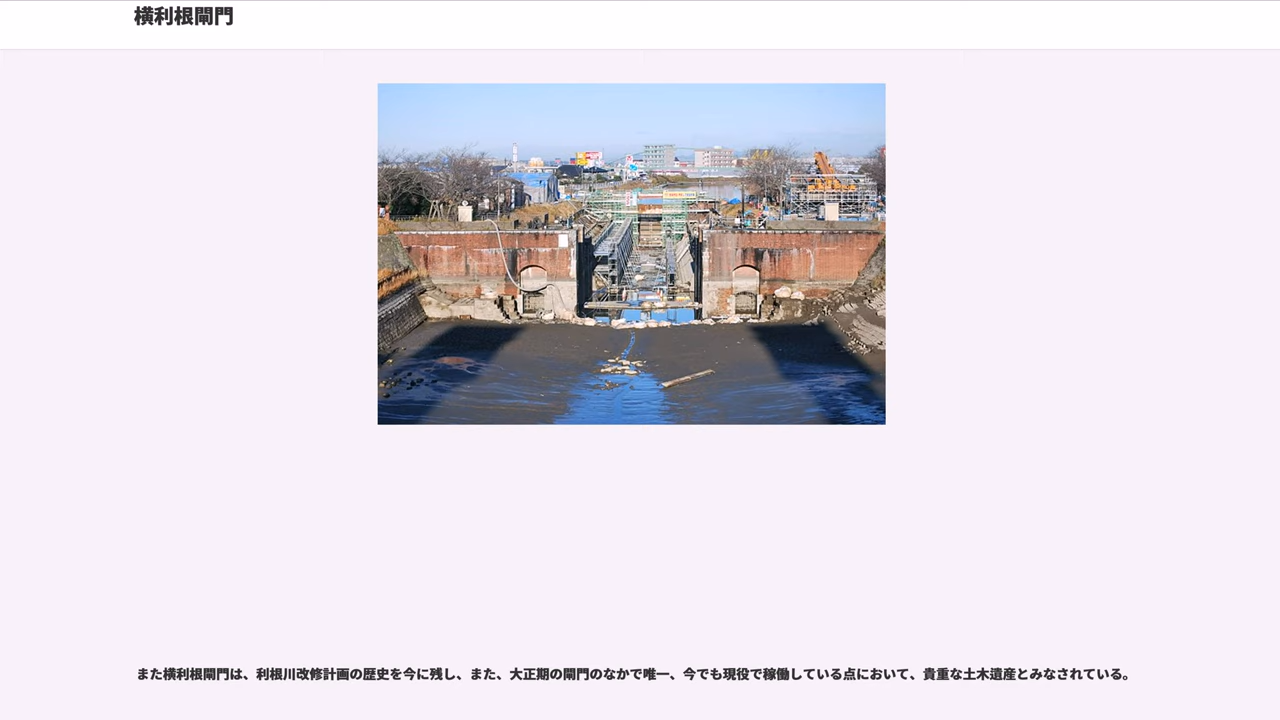 横利根閘門
また横利根閘門は、利根川改修計画の歴史を今に残し、また、大正期の閘門のなかで唯一、今でも現役で稼働している点において、貴重な土木遺産とみなされている。